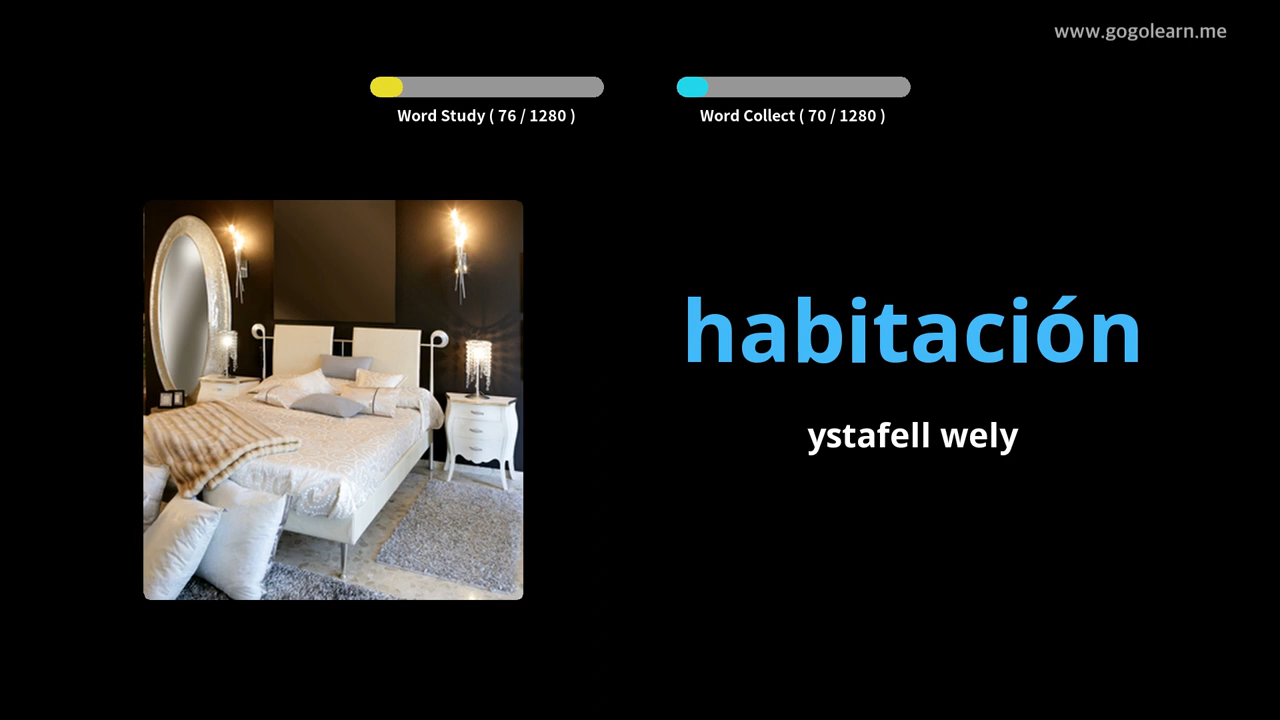 www.gogolearn.me
Word Study ( 76 / 1280 )
Word Collect ( 70 / 1280 )
habitación
ystafell wely